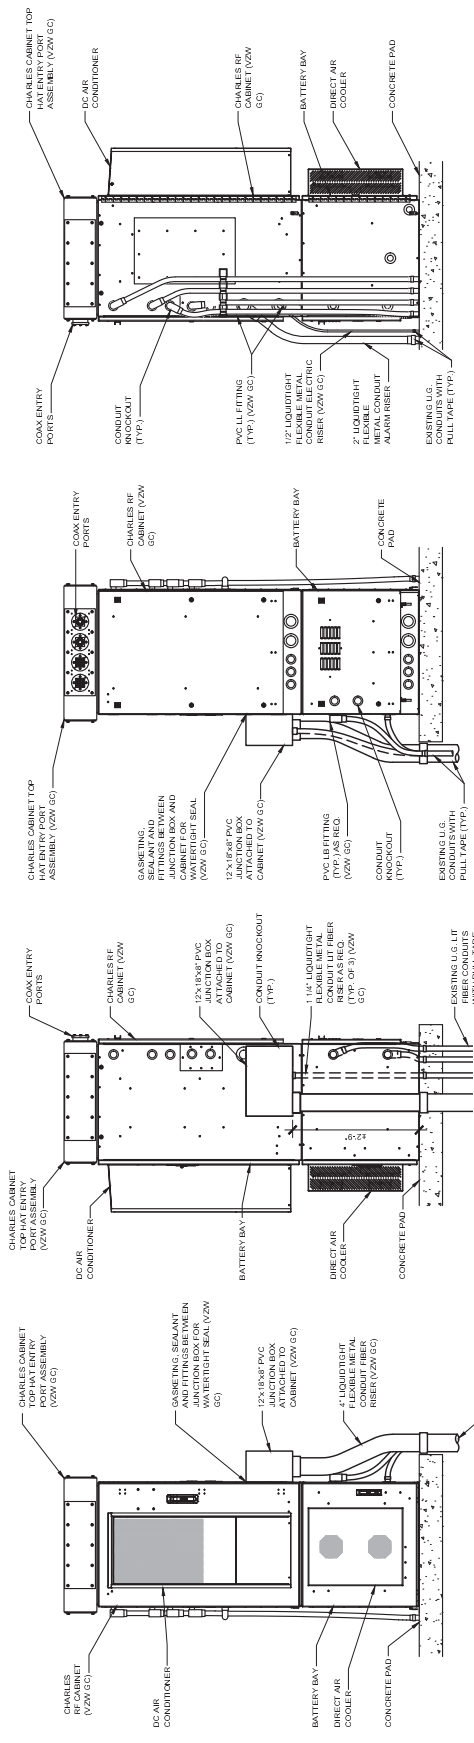 CHARLES
RF CABINET
(VZW GC)
DC AIR
CONDITIONER
BATTERY BAY
DIRECT AIR
COOLER
CONCRETE PAD
CHARLES CABINET
TOP HAT ENTRY
PORT ASSEMBLY
(VZW GC)
GASKETING, SEALANT
AND FITTINGS BETWEEN
JUNCTION BOX FOR
WATERTIGHT SEAL (VZW
GC)
12"x18"x8" PVC
JUNCTION BOX
ATTACHED TO
CABINET (VZW GC)
4" LIQUIDTIGHT
FLEXIBLE METAL
CONDUIT FIBER
RISER (VZW GC)
CHARLES CABINET
TOP HAT ENTRY
PORT ASSEMBLY
(VZW GC)
DC AIR
CONDITIONER
BATTERY BAY
DIRECT AIR
COOLER
CONCRETE PAD
±2'-9"
COAX ENTRY
PORTS
CHARLES RF
CABINET (VZW
GC)
12"x18"x8" PVC
JUNCTION BOX
ATTACHED TO
CABINET (VZW GC)
CONDUIT KNOCKOUT
(TYP.)
1 1/4" LIQUIDTIGHT
FLEXIBLE METAL
CONDUIT LIT FIBER
RISER AS REQ.
(TYP. OF 3) (VZW
GC)
EXISTING U.G. LIT
FIBER CONDUITS
CHARLES CABINET TOP
HAT ENTRY PORT
ASSEMBLY (VZW GC)
GASKETING,
SEALANT AND
FITTINGS BETWEEN
JUNCTION BOX AND
CABINET FOR
WATERTIGHT SEAL
(VZW GC)
12"x18"x8" PVC
JUNCTION BOX
ATTACHED TO
CABINET (VZW GC)
PVC LB FITTING
(TYP.) AS REQ.
(VZW GC)
CONDUIT
KNOCKOUT
(TYP.)
EXISTING U.G.
CONDUITS WITH
PULL TAPE (TYP.)
COAX ENTRY
PORTS
CHARLES RF
CABINET (VZW
GC)
BATTERY BAY
CONCRETE
PAD
COAX ENTRY
PORTS
CONDUIT
KNOCKOUT
(TYP.)
PVC LL FITTING
(TYP.) (VZW GC)
1/2" LIQUIDTIGHT
FLEXIBLE METAL
CONDUIT ELECTRIC
RISER (VZW GC)
2" LIQUIDTIGHT
FLEXIBLE
METAL CONDUIT
ALARM RISER
EXISTING U.G.
CONDUITS WITH
PULL TAPE (TYP.)
CHARLES CABINET TOP
HAT ENTRY PORT
ASSEMBLY (VZW GC)
DC AIR
CONDITIONER
CHARLES RF
CABINET (VZW
GC)
BATTERY BAY
DIRECT AIR
COOLER
CONCRETE PAD